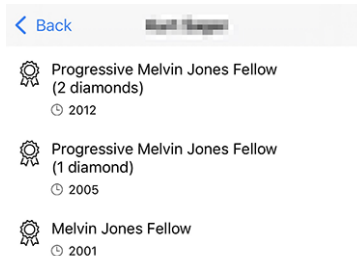 Back
Progressive Melvin Jones Fellow
(2 diamonds)
2012
Progressive Melvin Jones Fellow
(1 diamond)
2005
Melvin Jones Fellow
2001